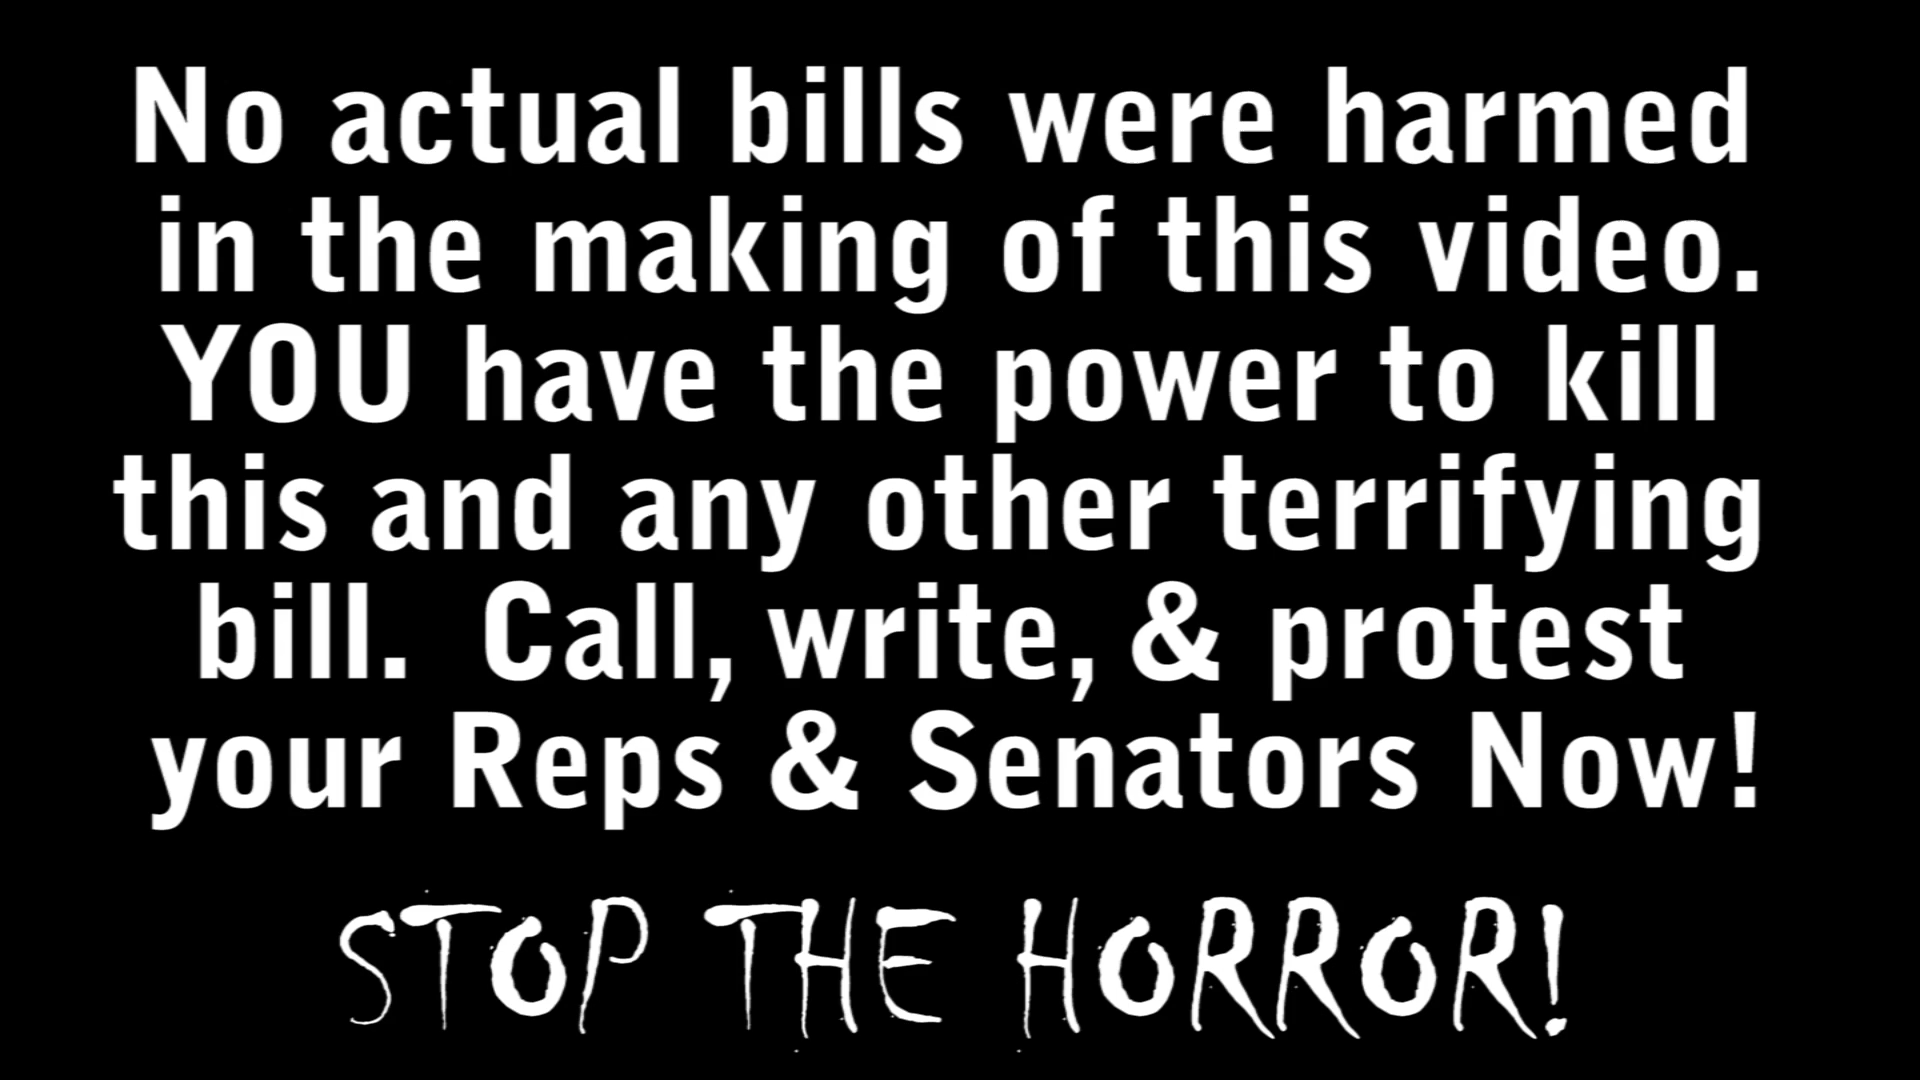 No actual bills were harmed
in the making of this video.
YOU have the power to kill
this and any other terrifying
bill. Call, write, & protest
your Reps & Senators Now!
STOP THE HORROR!